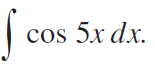 ∫ cos 5x dx.